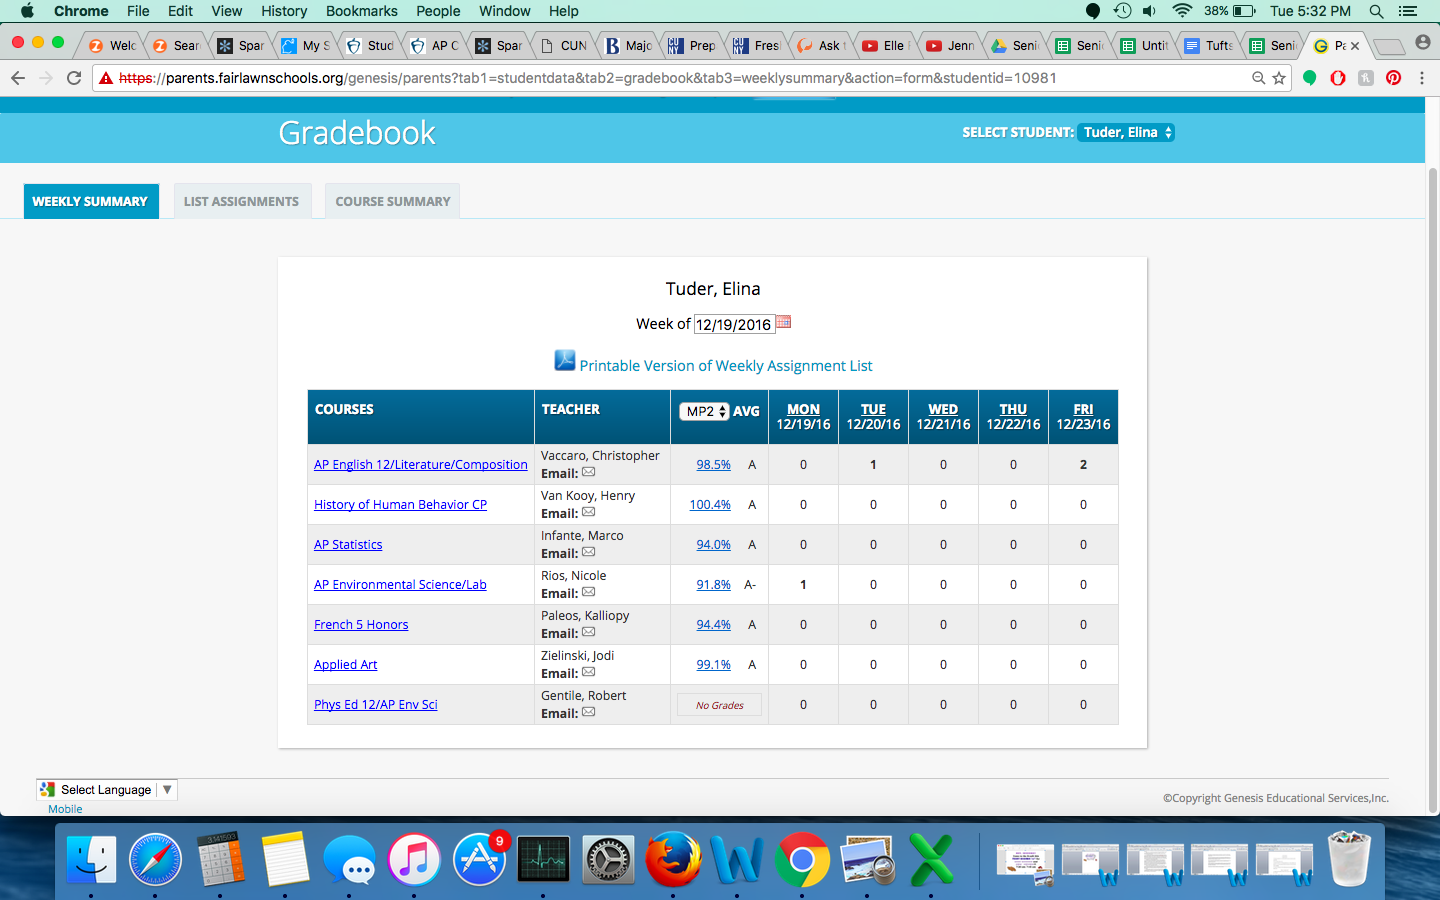 Chrome File Edit View History Bookmarks People Window Help 38% Tue 5:32 PM
Welc Sear Spar My S Stud AP C Spar CUN Majo Prep Fresh Ask Elle Jenn Seni Seni Unti Tufts Seni Pa
https://parents.fairlawnschools.org/genesis/parents?tab1=studentdata&tab2=gradebook&tab3=weeklysummary&action=form&studentid=10981
Gradebook SELECT STUDENT: Tuder, Elina
WEEKLY SUMMARY LIST ASSIGNMENTS COURSE SUMMARY
Tuder, Elina
Week of 12/19/2016
Printable Version of Weekly Assignment List
COURSES TEACHER MP2 AVG MON TUE WED THU FRI
12/19/16 12/20/16 12/21/16 12/22/16 12/23/16
Vaccaro, Christopher
AP English 12/Literature/Composition 98.5% A 0 1 0 0 2
Email:
Van Kooy, Henry
History of Human Behavior CP 100.4% A 0 0 0 0 0
Email:
Infante, Marco
AP Statistics 94.0% A 0 0 0 0 0
Email:
Rios, Nicole
AP Environmental Science/Lab 91.8% A- 1 0 0 0 0
Email:
Paleos, Kalliopy
French 5 Honors 94.4% A 0 0 0 0 0
Email:
Zielinski, Jodi
Applied Art 99.1% A 0 0 0 0 0
Email:
Gentile, Robert
Phys Ed 12/AP Env Sci No Grades 0 0 0 0 0
Email:
Select Language
©Copyright Genesis Educational Services,Inc.
Mobile
3.141593
9